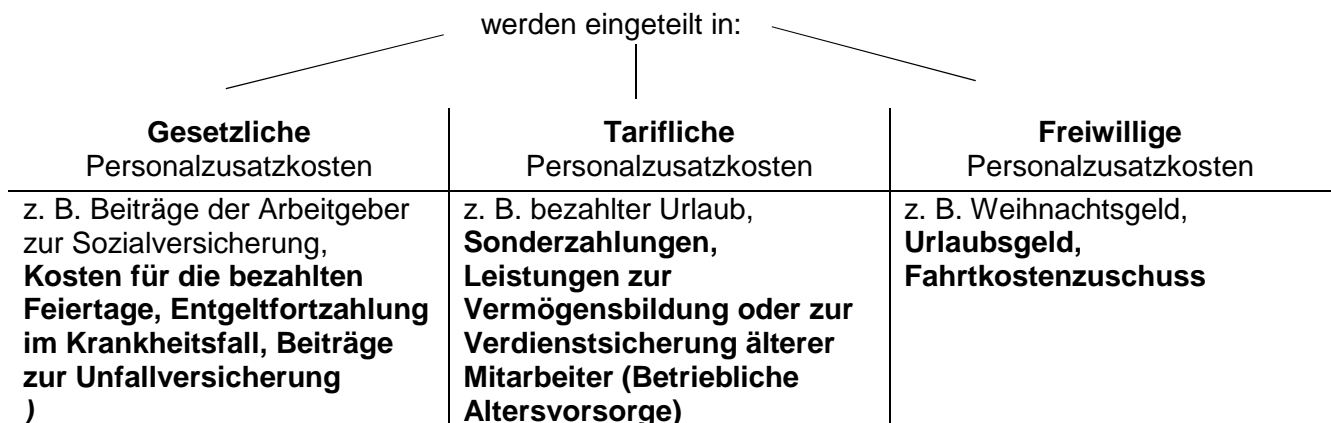 werden eingeteilt in:
Gesetzliche
Personalzusatzkosten
Tarifliche
Personalzusatzkosten
Freiwillige
Personalzusatzkosten
z. B. Beiträge der Arbeitgeber
zur Sozialversicherung,
Kosten für die bezahlten
Feiertage, Entgeltfortzahlung
im Krankheitsfall, Beiträge
zur Unfallversicherung
)
z. B. bezahlter Urlaub,
Sonderzahlungen,
Leistungen zur
Vermögensbildung oder zur
Verdienstsicherung älterer
Mitarbeiter (Betriebliche
Altersvorsorge)
z. B. Weihnachtsgeld,
Urlaubsgeld,
Fahrtkostenzuschuss